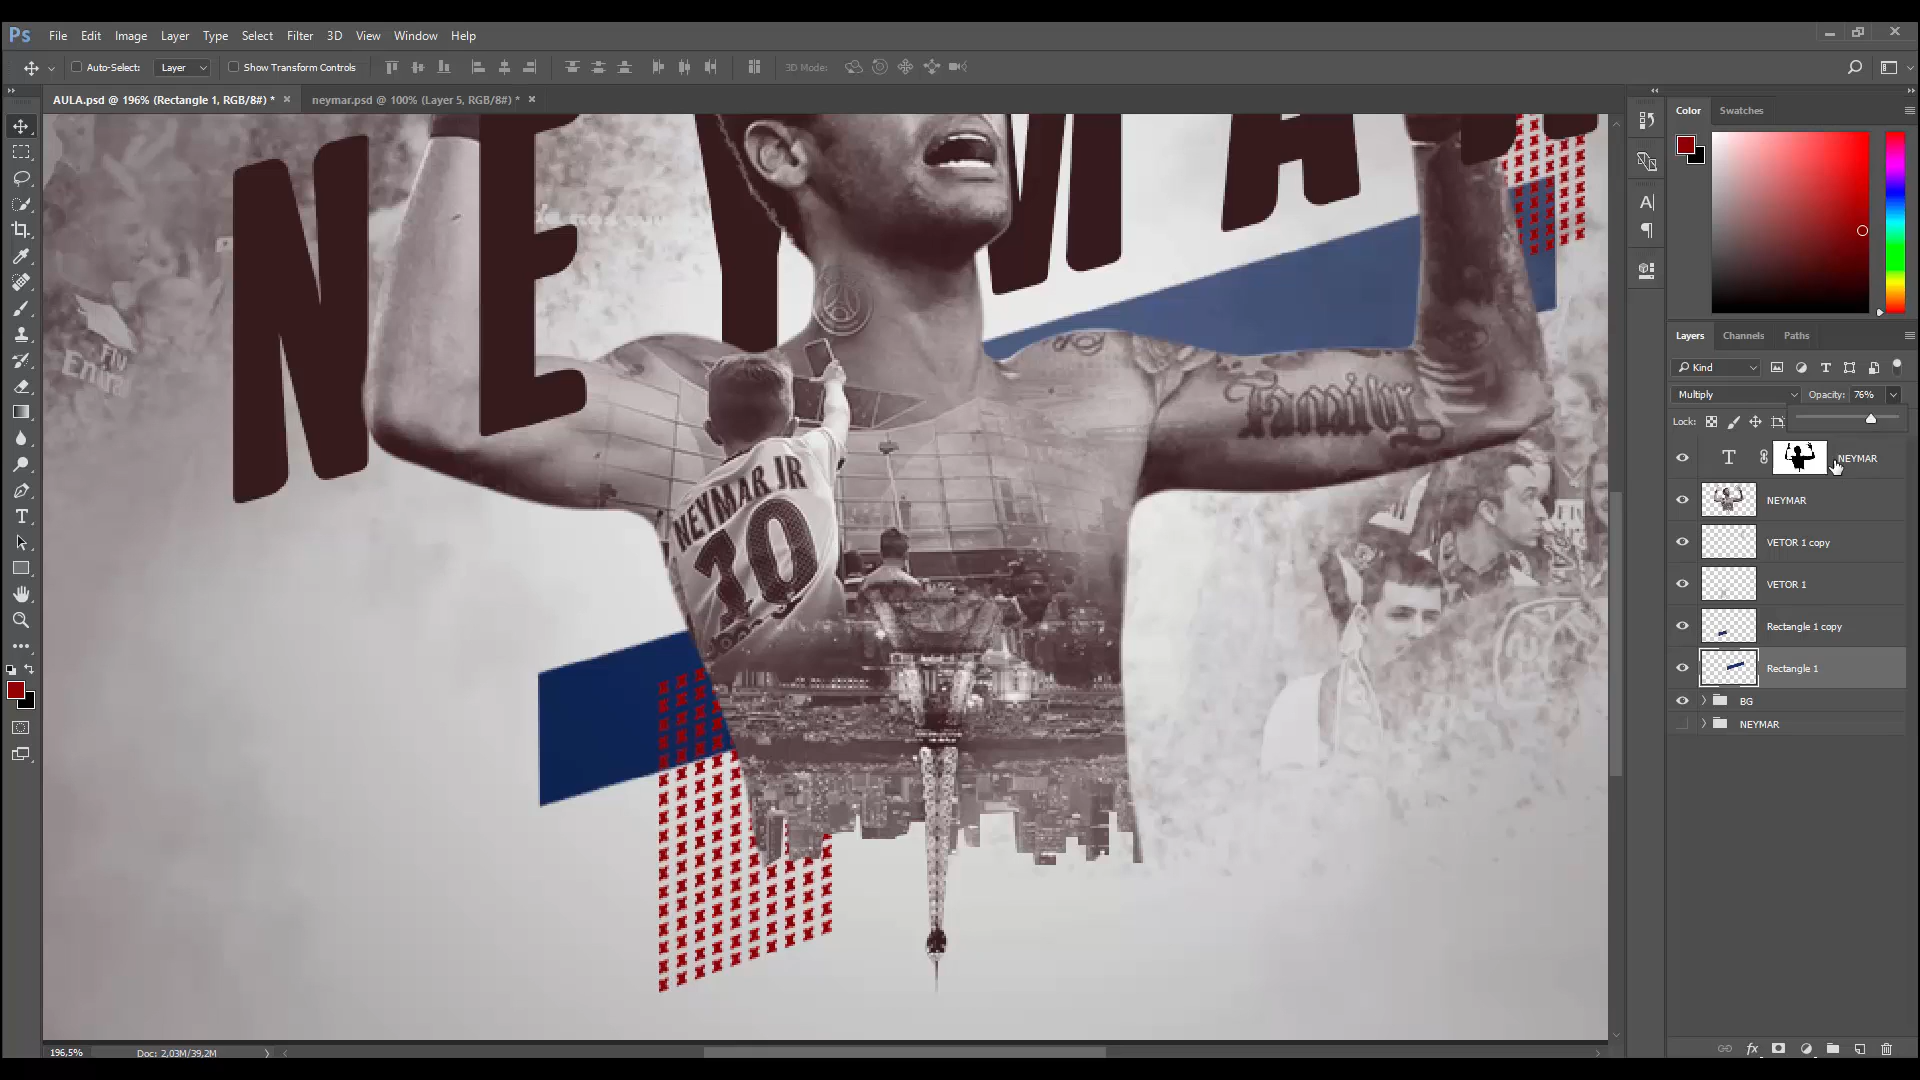 Ps File Edit Image Layer Type Select Filter 3D View Window Help
Auto-Select: Layer Show Transform Controls 3D Mode:
AULA.psd @ 196% (Rectangle 1, RGB/8#) * × neymar.psd @ 100% (Layer 5, RGB/8#) * ×
Color Swatches
NEYMA
Layers Channels Paths
Kind
Multiply Opacity: 76%
Lock:
Family
NEYMAR
NEYMAR JR
10
NEYMAR
VETOR 1 copy
VETOR 1
Rectangle 1 copy
Rectangle 1
BG
NEYMAR
196,5% Doc: 2,03M/39,2M